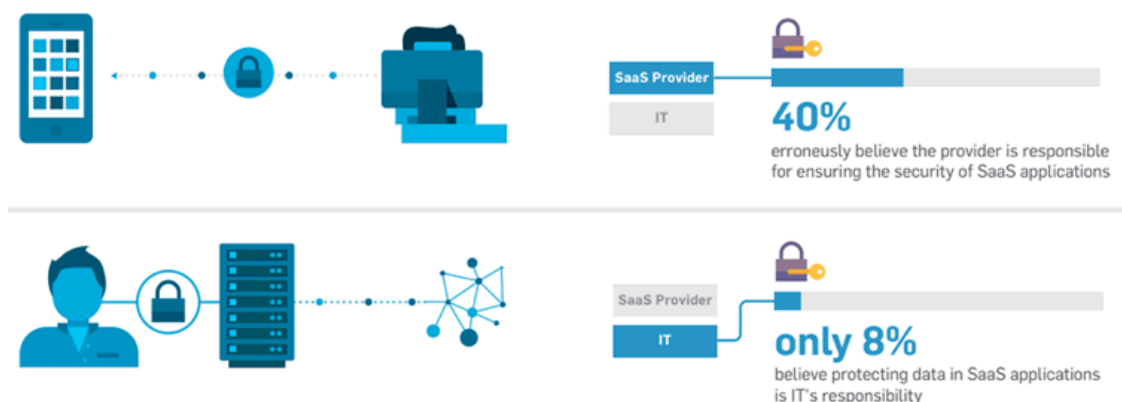 SaaS Provider
IT
40%
erroneusly believe the provider is responsible
for ensuring the security of SaaS applications
SaaS Provider
IT
only 8%
believe protecting data in SaaS applications
is IT's responsibility